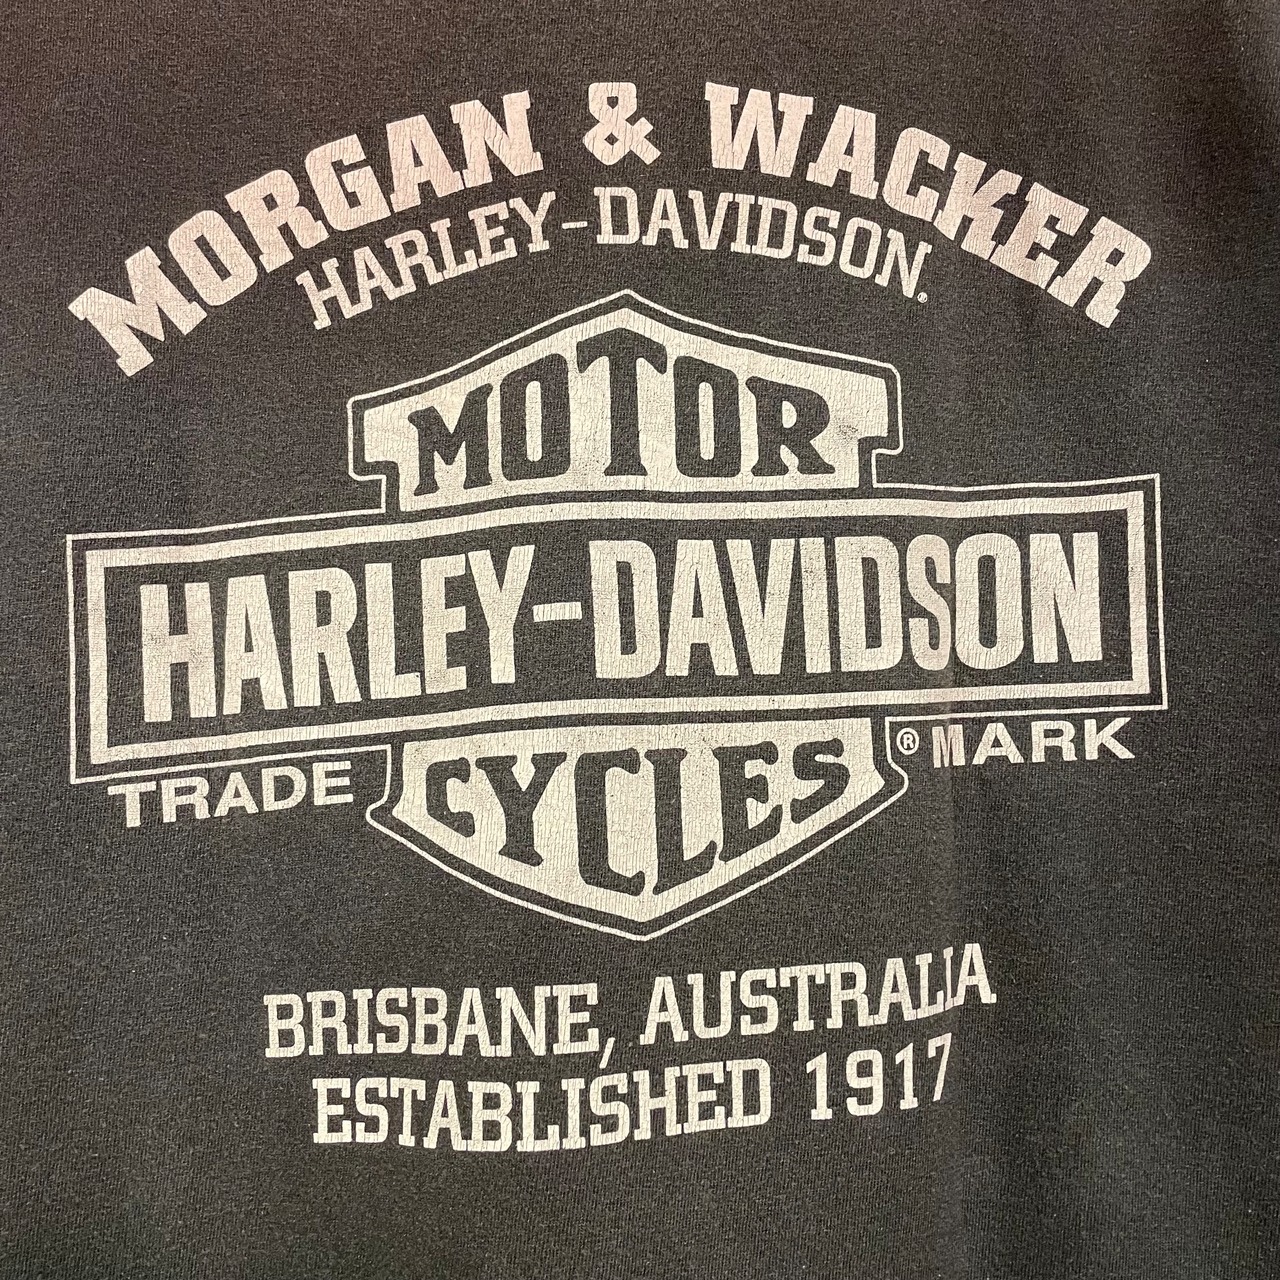 MORGAN & WACKER
HARLEY-DAVIDSON®
MOTOR
HARLEY-DAVIDSON
TRADE CYCLES ® MARK
BRISBANE, AUSTRALIA
ESTABLISHED 1917